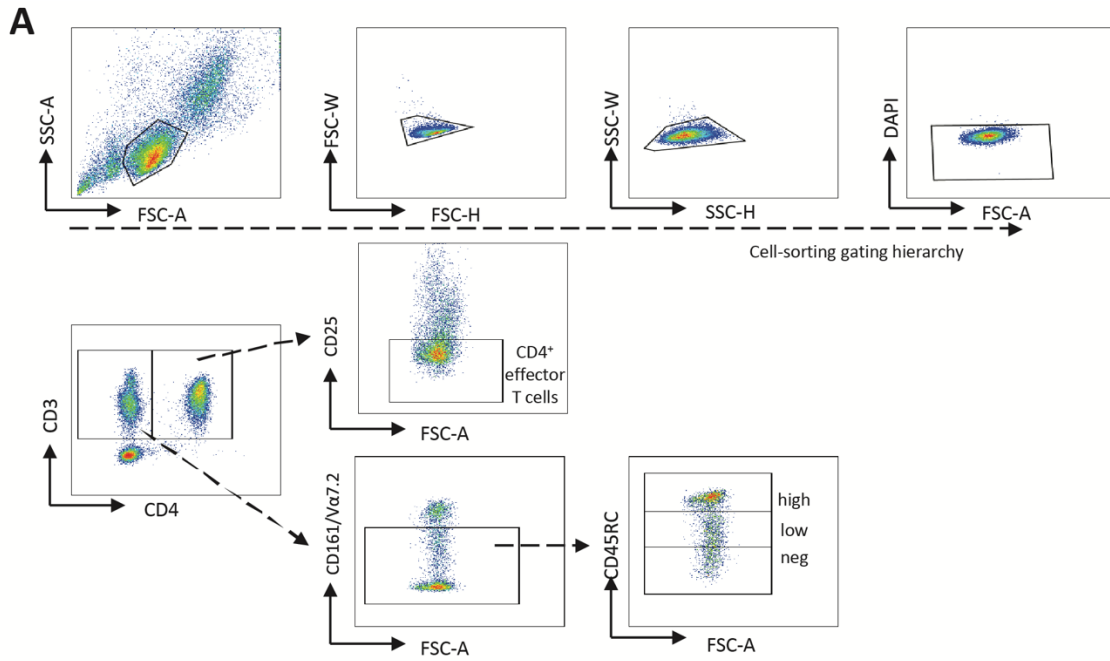 A
SSC-A
FSC-A
FSC-W
FSC-H
SSC-W
SSC-H
DAPI
FSC-A
Cell-sorting gating hierarchy
CD3
CD4
CD25
FSC-A
CD4⁺
effector
T cells
CD161/Vα7.2
FSC-A
CD45RC
FSC-A
high
low
neg